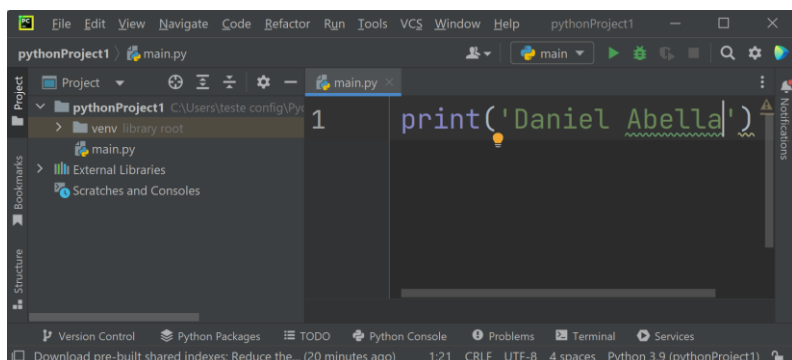 PC File Edit View Navigate Code Refactor Run Tools VCS Window Help pythonProject1
pythonProject1 main.py main
Project main.py
Project
pythonProject1 C:\Users\teste config\Pyc
venv library root
main.py
External Libraries
Scratches and Consoles
1 print('Daniel Abella')
Notifications
Bookmarks
Structure
Version Control Python Packages TODO Python Console Problems Terminal Services
Download pre-built shared indexes: Reduce the... (20 minutes ago) 1:21 CRLF UTF-8 4 spaces Python 3.9 (pythonProject1)